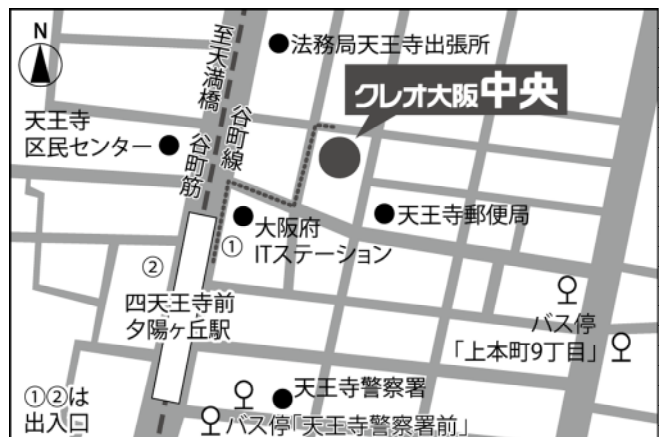 N
至天満橋
谷町線
谷町筋
法務局天王寺出張所
クレオ大阪中央
天王寺
区民センター
天王寺郵便局
①
大阪府
ITステーション
②
四天王寺前
夕陽ヶ丘駅
バス停
「上本町9丁目」
①②は
出入口
天王寺警察署
バス停「天王寺警察署前」